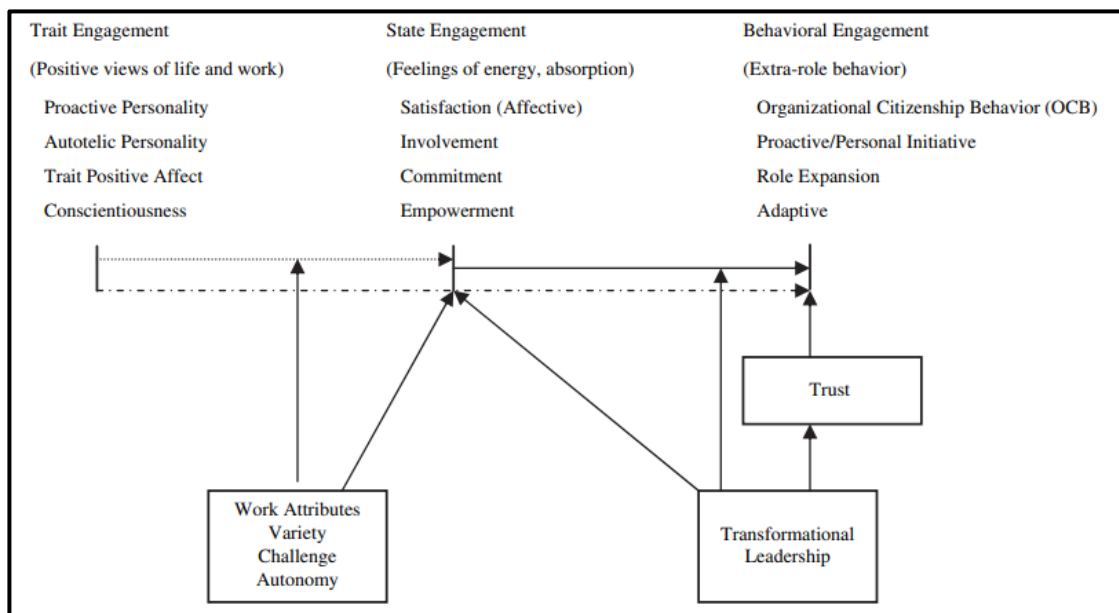 Trait Engagement
(Positive views of life and work)
Proactive Personality
Autotelic Personality
Trait Positive Affect
Conscientiousness
State Engagement
(Feelings of energy, absorption)
Satisfaction (Affective)
Involvement
Commitment
Empowerment
Behavioral Engagement
(Extra-role behavior)
Organizational Citizenship Behavior (OCB)
Proactive/Personal Initiative
Role Expansion
Adaptive
Trust
Work Attributes
Variety
Challenge
Autonomy
Transformational
Leadership